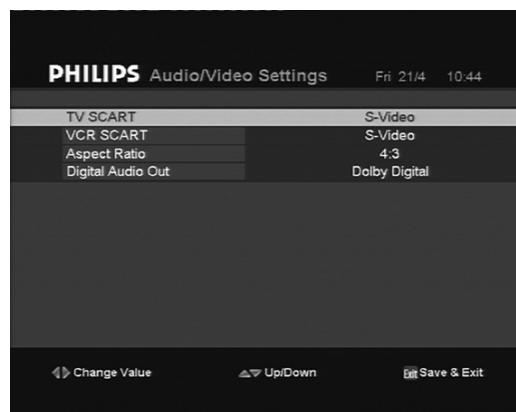 PHILIPS Audio/Video Settings Fri 21/4 10:44
TV SCART S-Video
VCR SCART S-Video
Aspect Ratio 4:3
Digital Audio Out Dolby Digital
Change Value Up/Down Exit Save & Exit